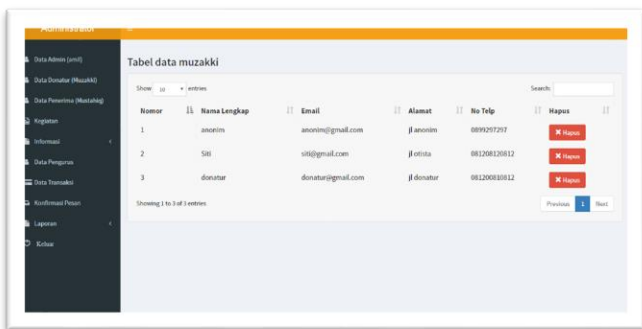 Administrator
Data Admin (amil)
Data Donatur (Muzakki)
Data Penerima (Mustahiq)
Kegiatan
Informasi
Data Pengurus
Data Transaksi
Konfirmasi Pesan
Laporan
Keluar
Tabel data muzakki
Show 10 entries Search:
Nomor Nama Lengkap Email Alamat No Telp Hapus
1 anonim anonim@gmail.com jl anonim 0899297297 Hapus
2 Siti siti@gmail.com jl otista 081208120812 Hapus
3 donatur donatur@gmail.com jl donatur 081200810812 Hapus
Showing 1 to 3 of 3 entries Previous 1 Next